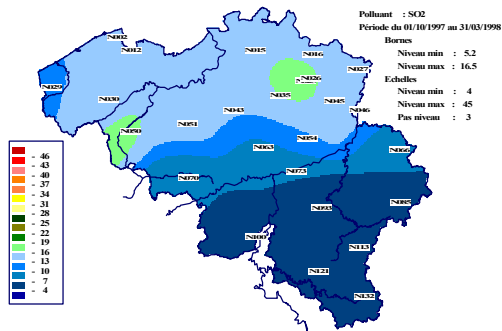 Polluant : SO2
Période du 01/10/1997 au 31/03/1998
Bornes
Niveau min : 5.2
Niveau max : 16.5
Echelles
Niveau min : 4
Niveau max : 45
Pas niveau : 3
N002
N012
N015
N016
N027
N029
N026
N035
N030
N045
N046
N043
N051
N050
N054
N063
N066
N073
N070
N085
N093
N100
N113
N121
N132
- 46
- 43
- 40
- 37
- 34
- 31
- 28
- 25
- 22
- 19
- 16
- 13
- 10
- 7
- 4